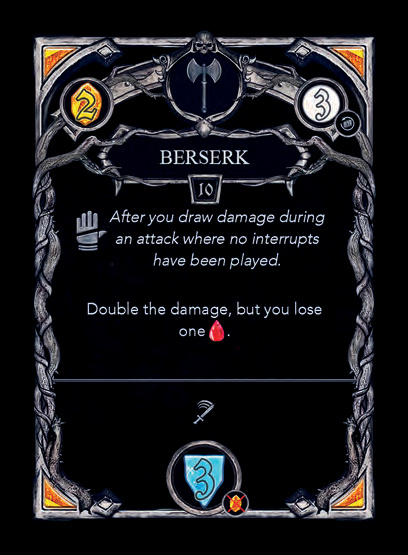 2
3
BERSERK
10
After you draw damage during
an attack where no interrupts
have been played.
Double the damage, but you lose
one .
3